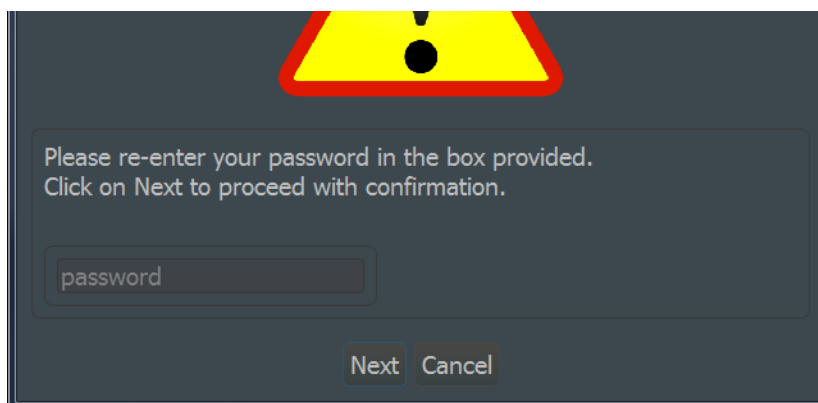 Please re-enter your password in the box provided.
Click on Next to proceed with confirmation.
password
Next Cancel